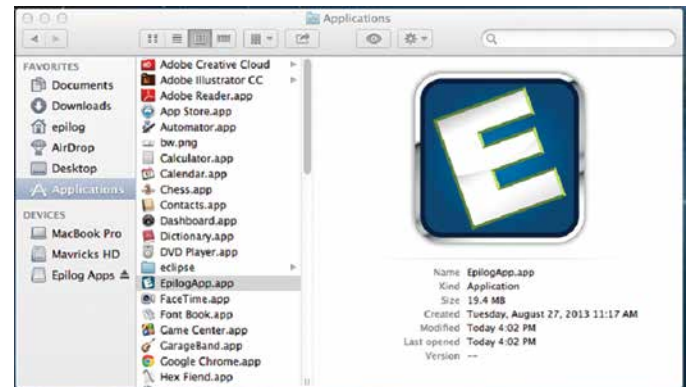 Applications
FAVORITES
Documents
Downloads
epilog
AirDrop
Desktop
Applications
DEVICES
MacBook Pro
Mavricks HD
Epilog Apps
Adobe Creative Cloud
Adobe Illustrator CC
Adobe Reader.app
App Store.app
Automator.app
bw.png
Calculator.app
Calendar.app
Chess.app
Contacts.app
Dashboard.app
Dictionary.app
DVD Player.app
eclipse
EpilogApp.app
FaceTime.app
Font Book.app
Game Center.app
GarageBand.app
Google Chrome.app
Hex Fiend.app
E
Name EpilogApp.app
Kind Application
Size 19.4 MB
Created Tuesday, August 27, 2013 11:17 AM
Modified Today 4:02 PM
Last opened Today 4:02 PM
Version --